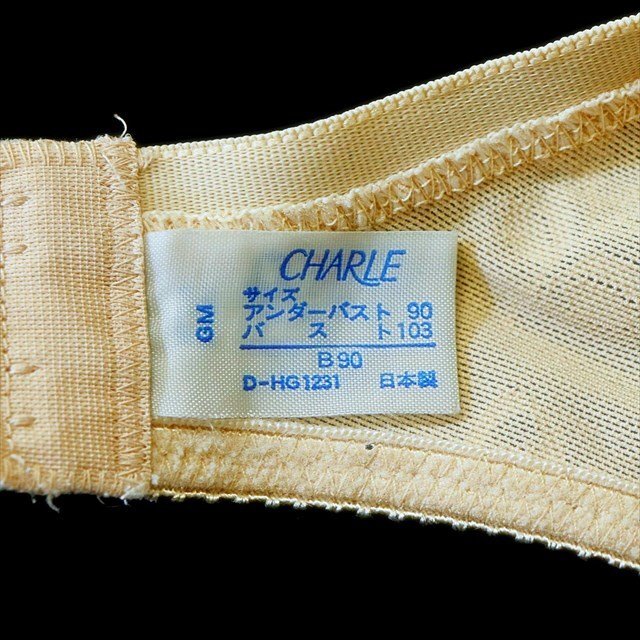 CHARLE
サイズ
アンダーバスト 90
バスト 103
B90
D-HG1231 日本製
GM